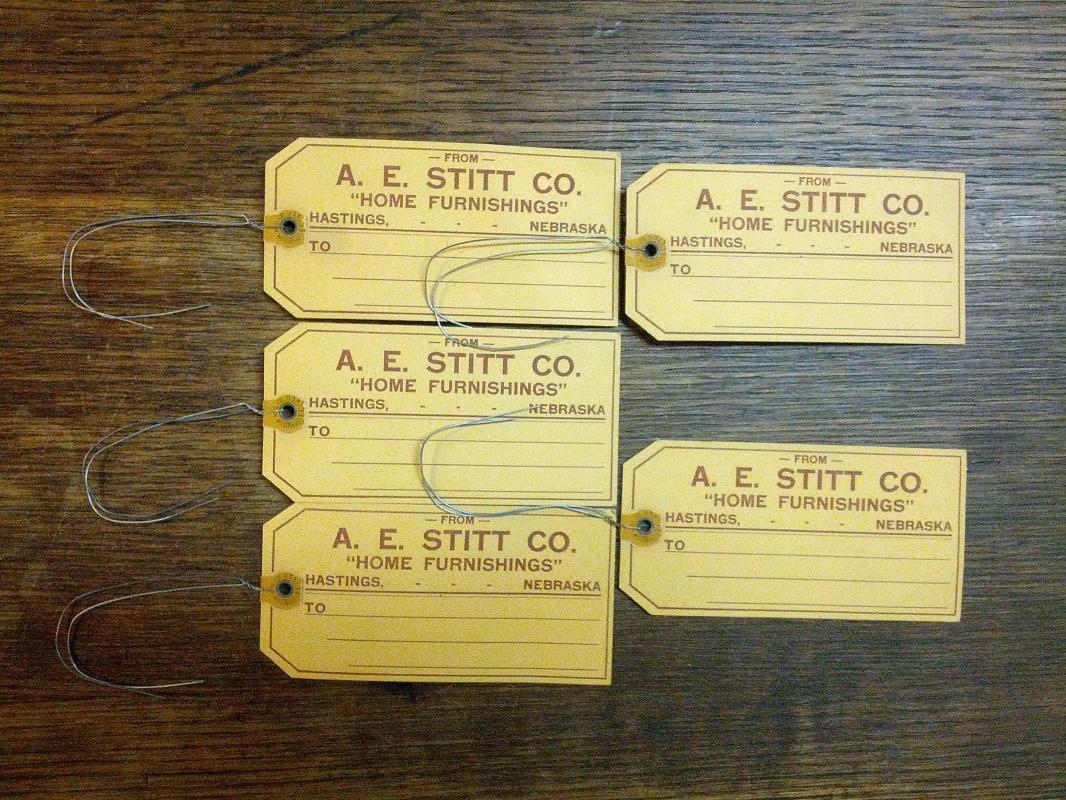 — FROM —
A. E. STITT CO.
“HOME FURNISHINGS”
HASTINGS, - - - NEBRASKA
TO
— FROM —
A. E. STITT CO.
“HOME FURNISHINGS”
HASTINGS, - - - NEBRASKA
TO
— FROM —
A. E. STITT CO.
“HOME FURNISHINGS”
HASTINGS, - - - NEBRASKA
TO
— FROM —
A. E. STITT CO.
“HOME FURNISHINGS”
HASTINGS, - - - NEBRASKA
TO
— FROM —
A. E. STITT CO.
“HOME FURNISHINGS”
HASTINGS, - - - NEBRASKA
TO